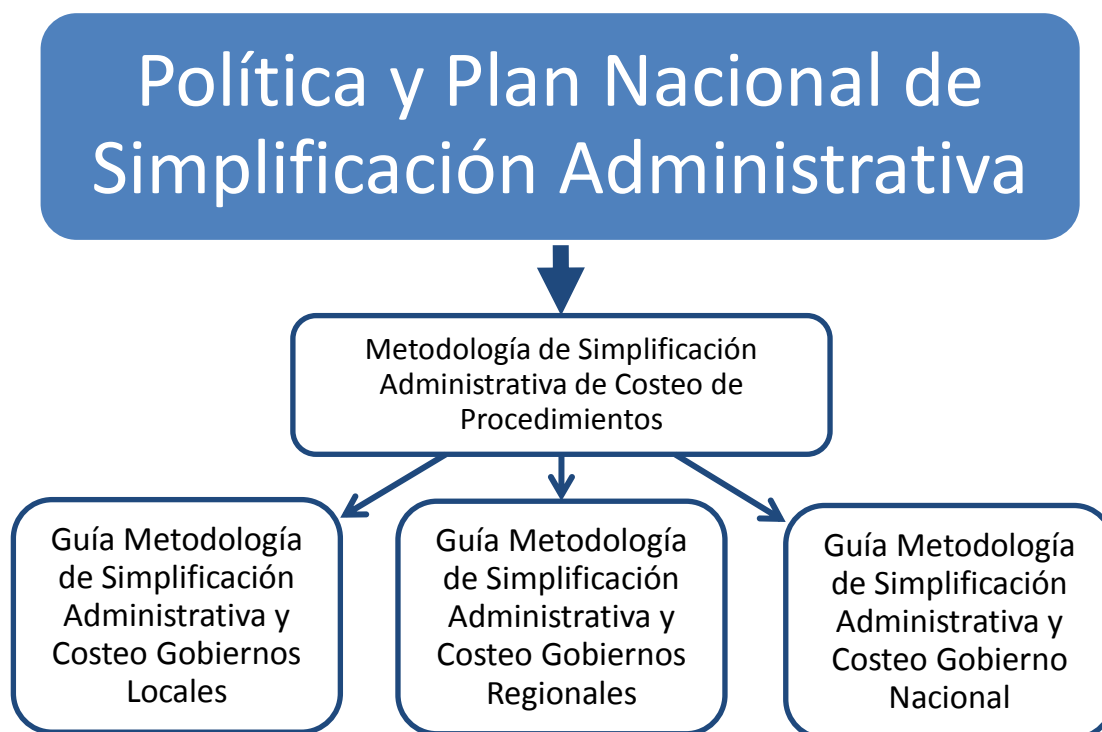 Política y Plan Nacional de
Simplificación Administrativa
Metodología de Simplificación
Administrativa de Costeo de
Procedimientos
Guía Metodología
de Simplificación
Administrativa y
Costeo Gobiernos
Locales
Guía Metodología
de Simplificación
Administrativa y
Costeo Gobiernos
Regionales
Guía Metodología
de Simplificación
Administrativa y
Costeo Gobierno
Nacional